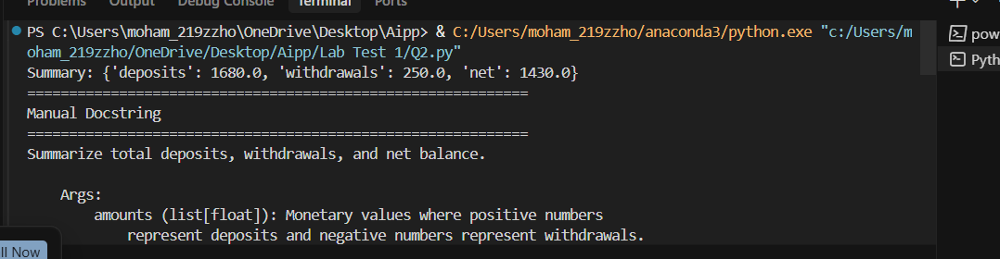 Problems Output Debug Console Terminal Ports
PS C:\Users\moham_219zzho\OneDrive\Desktop\Aipp> & C:/Users/moham_219zzho/anaconda3/python.exe "c:/Users/m
oham_219zzho/OneDrive/Desktop/Aipp/Lab Test 1/Q2.py"
Summary: {'deposits': 1680.0, 'withdrawals': 250.0, 'net': 1430.0}
============================================================
Manual Docstring
============================================================
Summarize total deposits, withdrawals, and net balance.
Args:
amounts (list[float]): Monetary values where positive numbers
represent deposits and negative numbers represent withdrawals.
pow
Pyth
ll Now